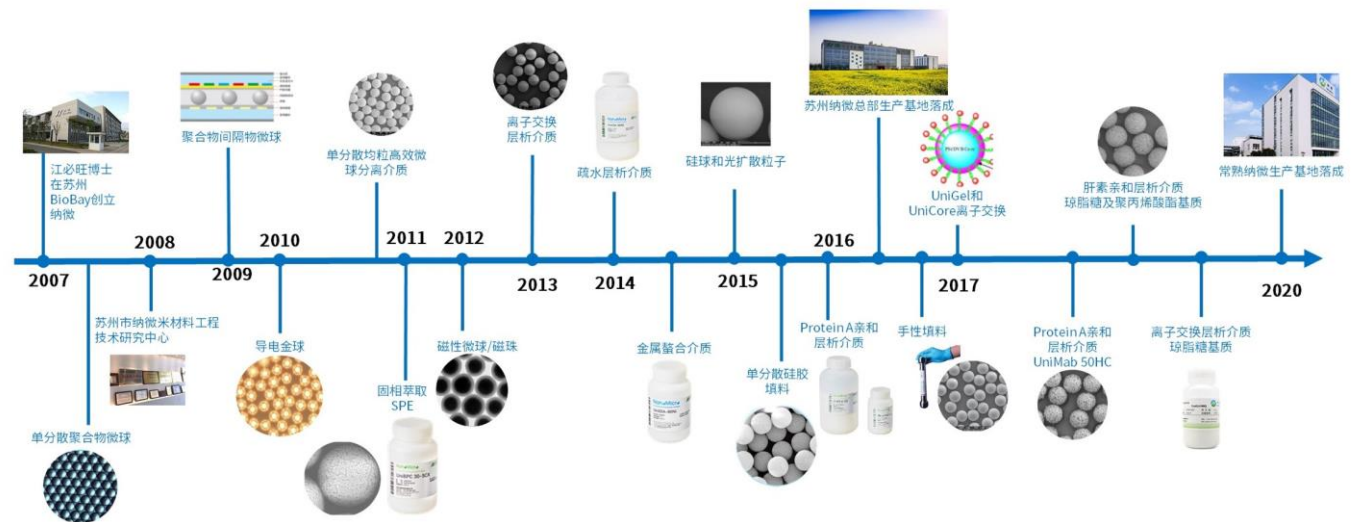 江必旺博士
在苏州
BioBay创立
纳微
2007
单分散聚合物微球
2008
苏州市纳微米材料工程
技术研究中心
聚合物间隔物微球
2009
2010
导电金球
单分散均粒高效微
球分离介质
2011
固相萃取
SPE
2012
磁性微球/磁珠
离子交换
层析介质
2013
疏水层析介质
2014
金属螯合介质
硅球和光扩散粒子
2015
单分散硅胶
填料
2016
Protein A亲和
层析介质
苏州纳微总部生产基地落成
手性填料
UniGel和
UniCore离子交换
2017
Protein A亲和
层析介质
UniMab 50HC
肝素亲和层析介质
琼脂糖及聚丙烯酸酯基质
离子交换层析介质
琼脂糖基质
常熟纳微生产基地落成
2020